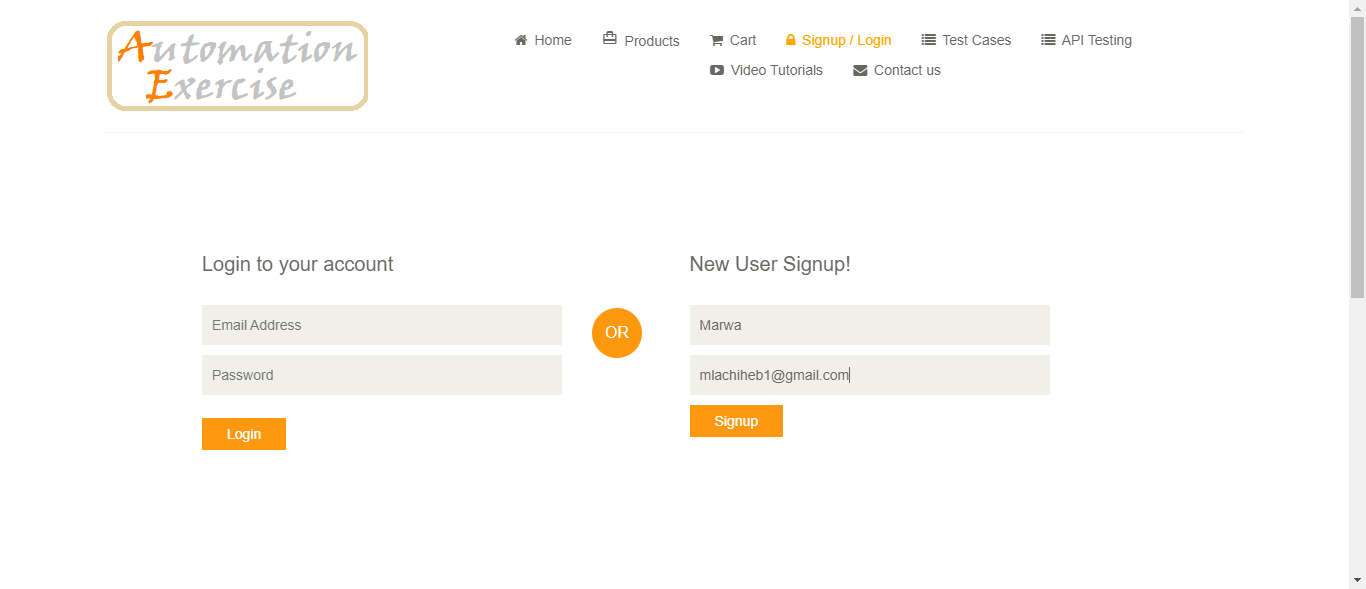 Automation
Exercise
Home
Products
Cart
Signup / Login
Test Cases
API Testing
Video Tutorials
Contact us
Login to your account
Email Address
Password
Login
OR
New User Signup!
Marwa
mlachiheb1@gmail.com
Signup